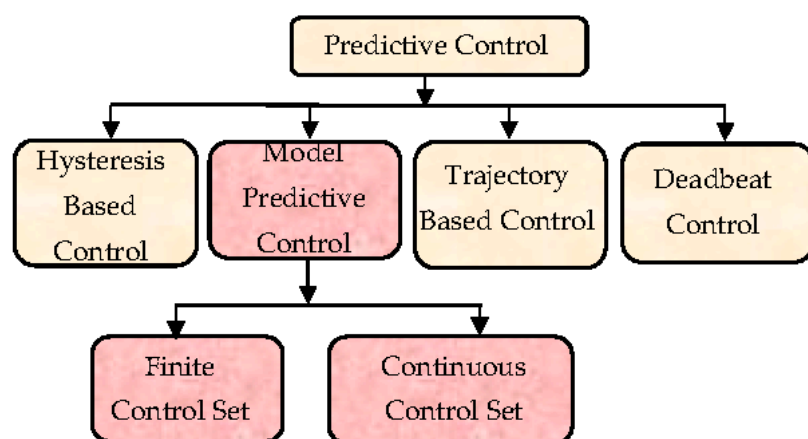 Predictive Control
Hysteresis
Based
Control
Model
Predictive
Control
Trajectory
Based Control
Deadbeat
Control
Finite
Control Set
Continuous
Control Set